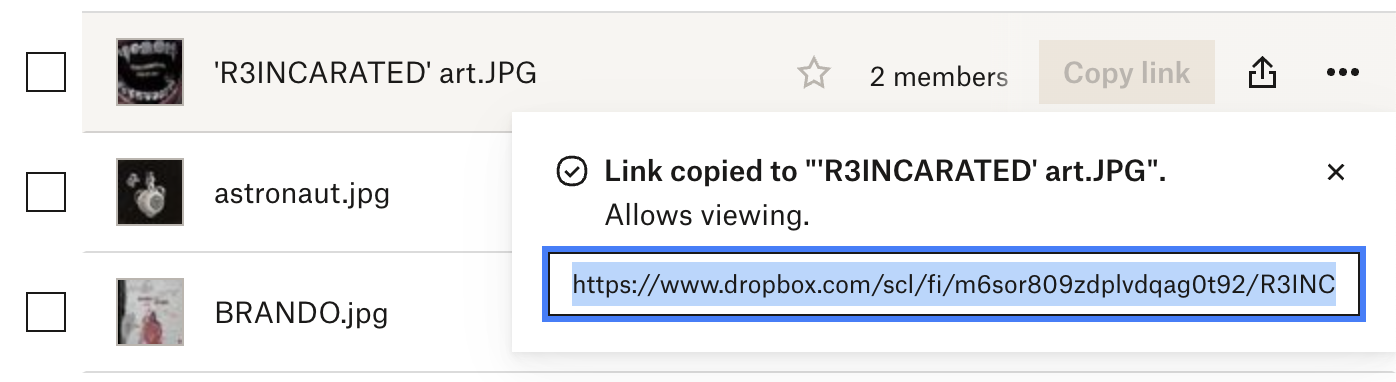 'R3INCARATED' art.JPG
2 members
Copy link
Link copied to "'R3INCARATED' art.JPG".
Allows viewing.
https://www.dropbox.com/scl/fi/m6sor809zdplvdqag0t92/R3INC
astronaut.jpg
BRANDO.jpg